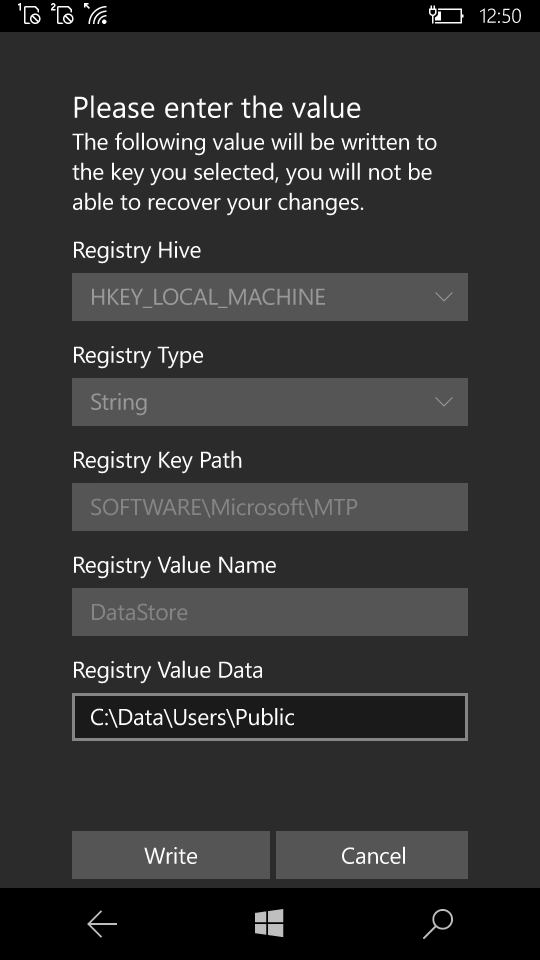 1 2 12:50
Please enter the value
The following value will be written to
the key you selected, you will not be
able to recover your changes.
Registry Hive
HKEY_LOCAL_MACHINE
Registry Type
String
Registry Key Path
SOFTWARE\Microsoft\MTP
Registry Value Name
DataStore
Registry Value Data
C:\Data\Users\Public
Write Cancel